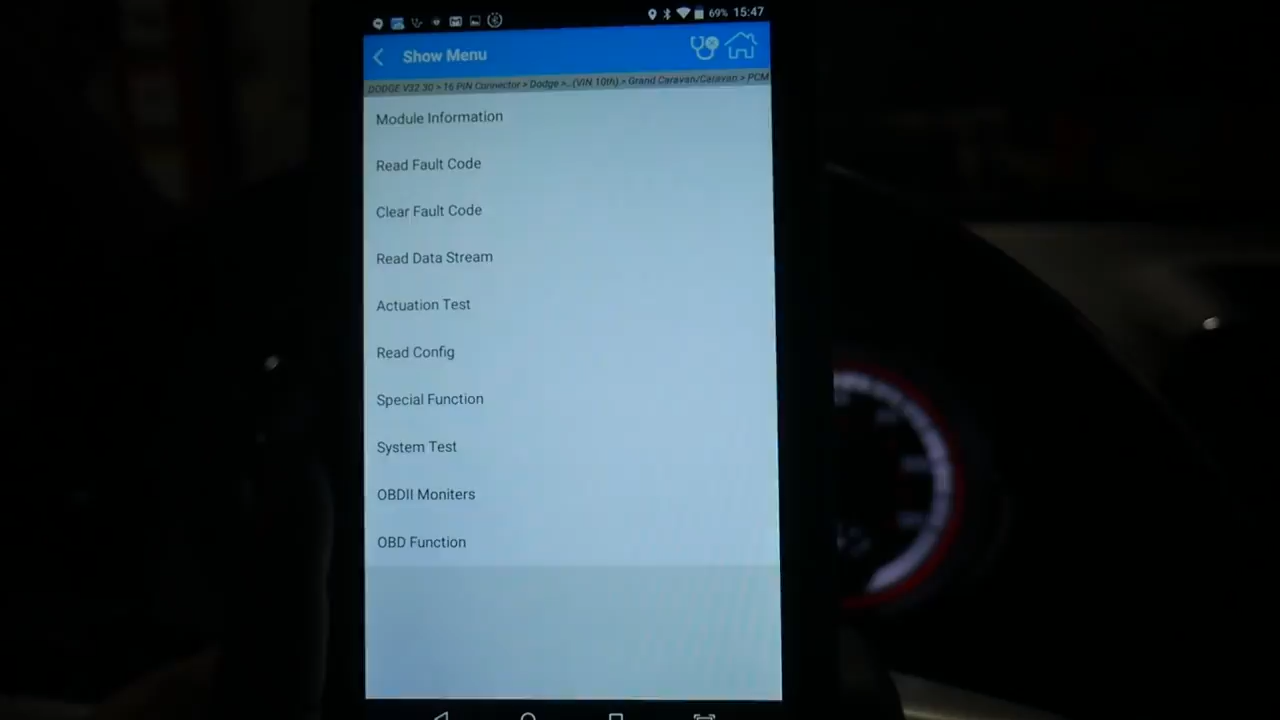 69% 15:47
Show Menu
DODGE V32.30 > 16 PIN Connector > Dodge >...(VIN 10th) > Grand Caravan/Caravan > PCM
Module Information
Read Fault Code
Clear Fault Code
Read Data Stream
Actuation Test
Read Config
Special Function
System Test
OBDII Moniters
OBD Function